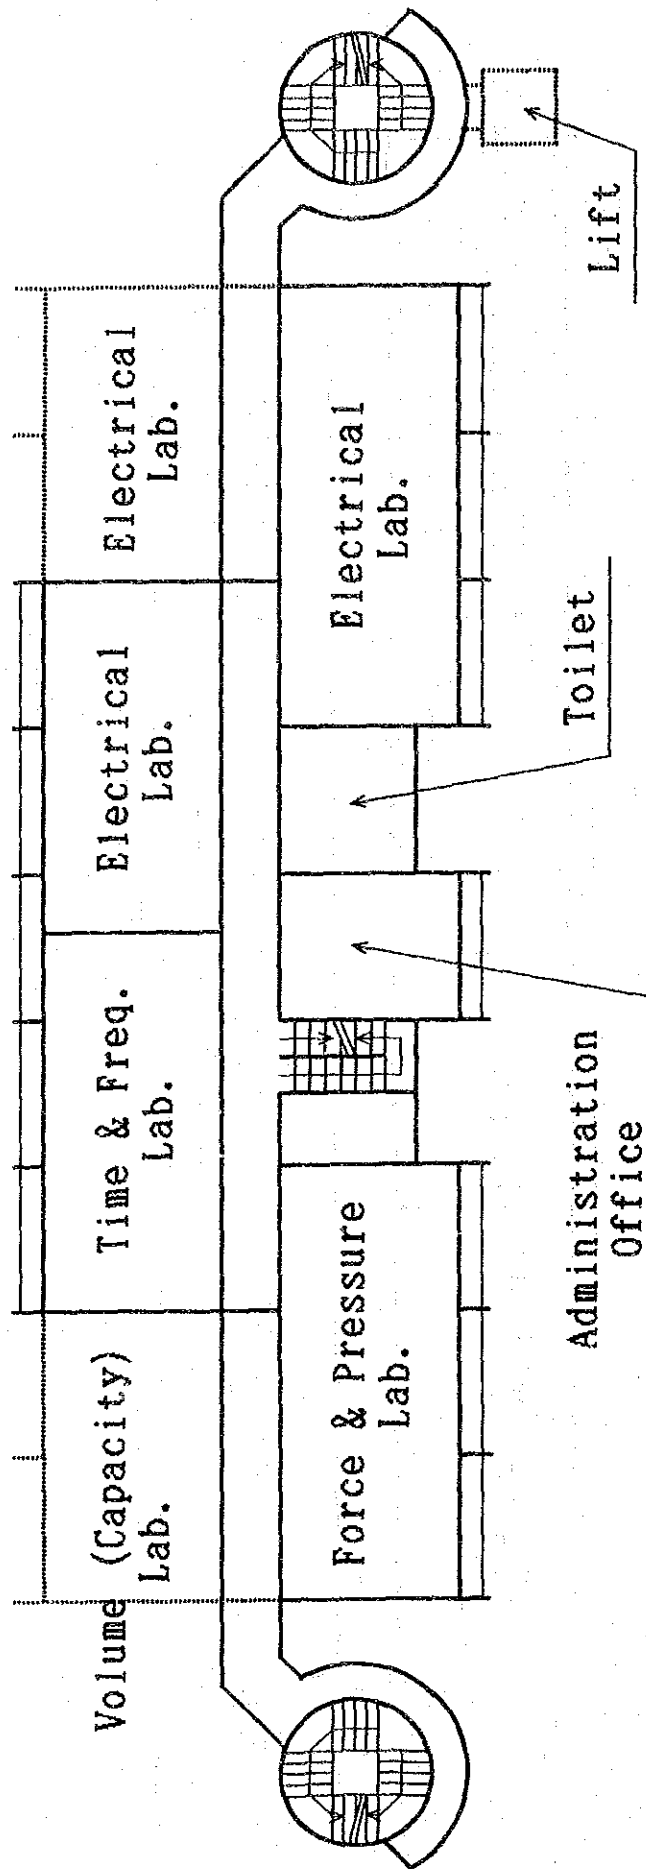 Volume (Capacity)
Lab.
Time & Freq.
Lab.
Electrical
Lab.
Electrical
Lab.
Force & Pressure
Lab.
Electrical
Lab.
Administration
Office
Toilet
Lift